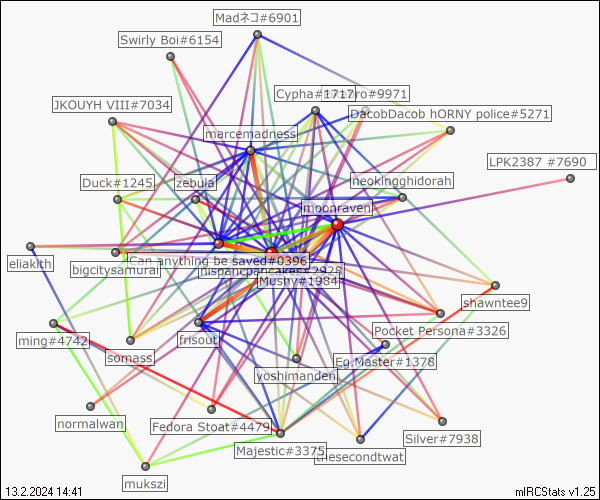 Madネコ#6901
Swirly Boi#6154
Cypha#1717
ro#9971
JKOUYH VIII#7034
DacobDacob hORNY police#5271
marcemadness
LPK2387 #7690
Duck#1245
zebula
neokingghidorah
moonraven
eliakith
bigcitysamurai
Can anything be saved#0396
hispancpancakes#2928
Mushy#1984
shawntee9
Pocket Persona#3326
ming#4742
somass
frisout
Eg.Master#1378
yoshimanden
normalwan
Fedora Stoat#4479
Silver#7938
Majestic#3375
thesecondtwat
mukszi
13.2.2024 14:41
mIRCStats v1.25